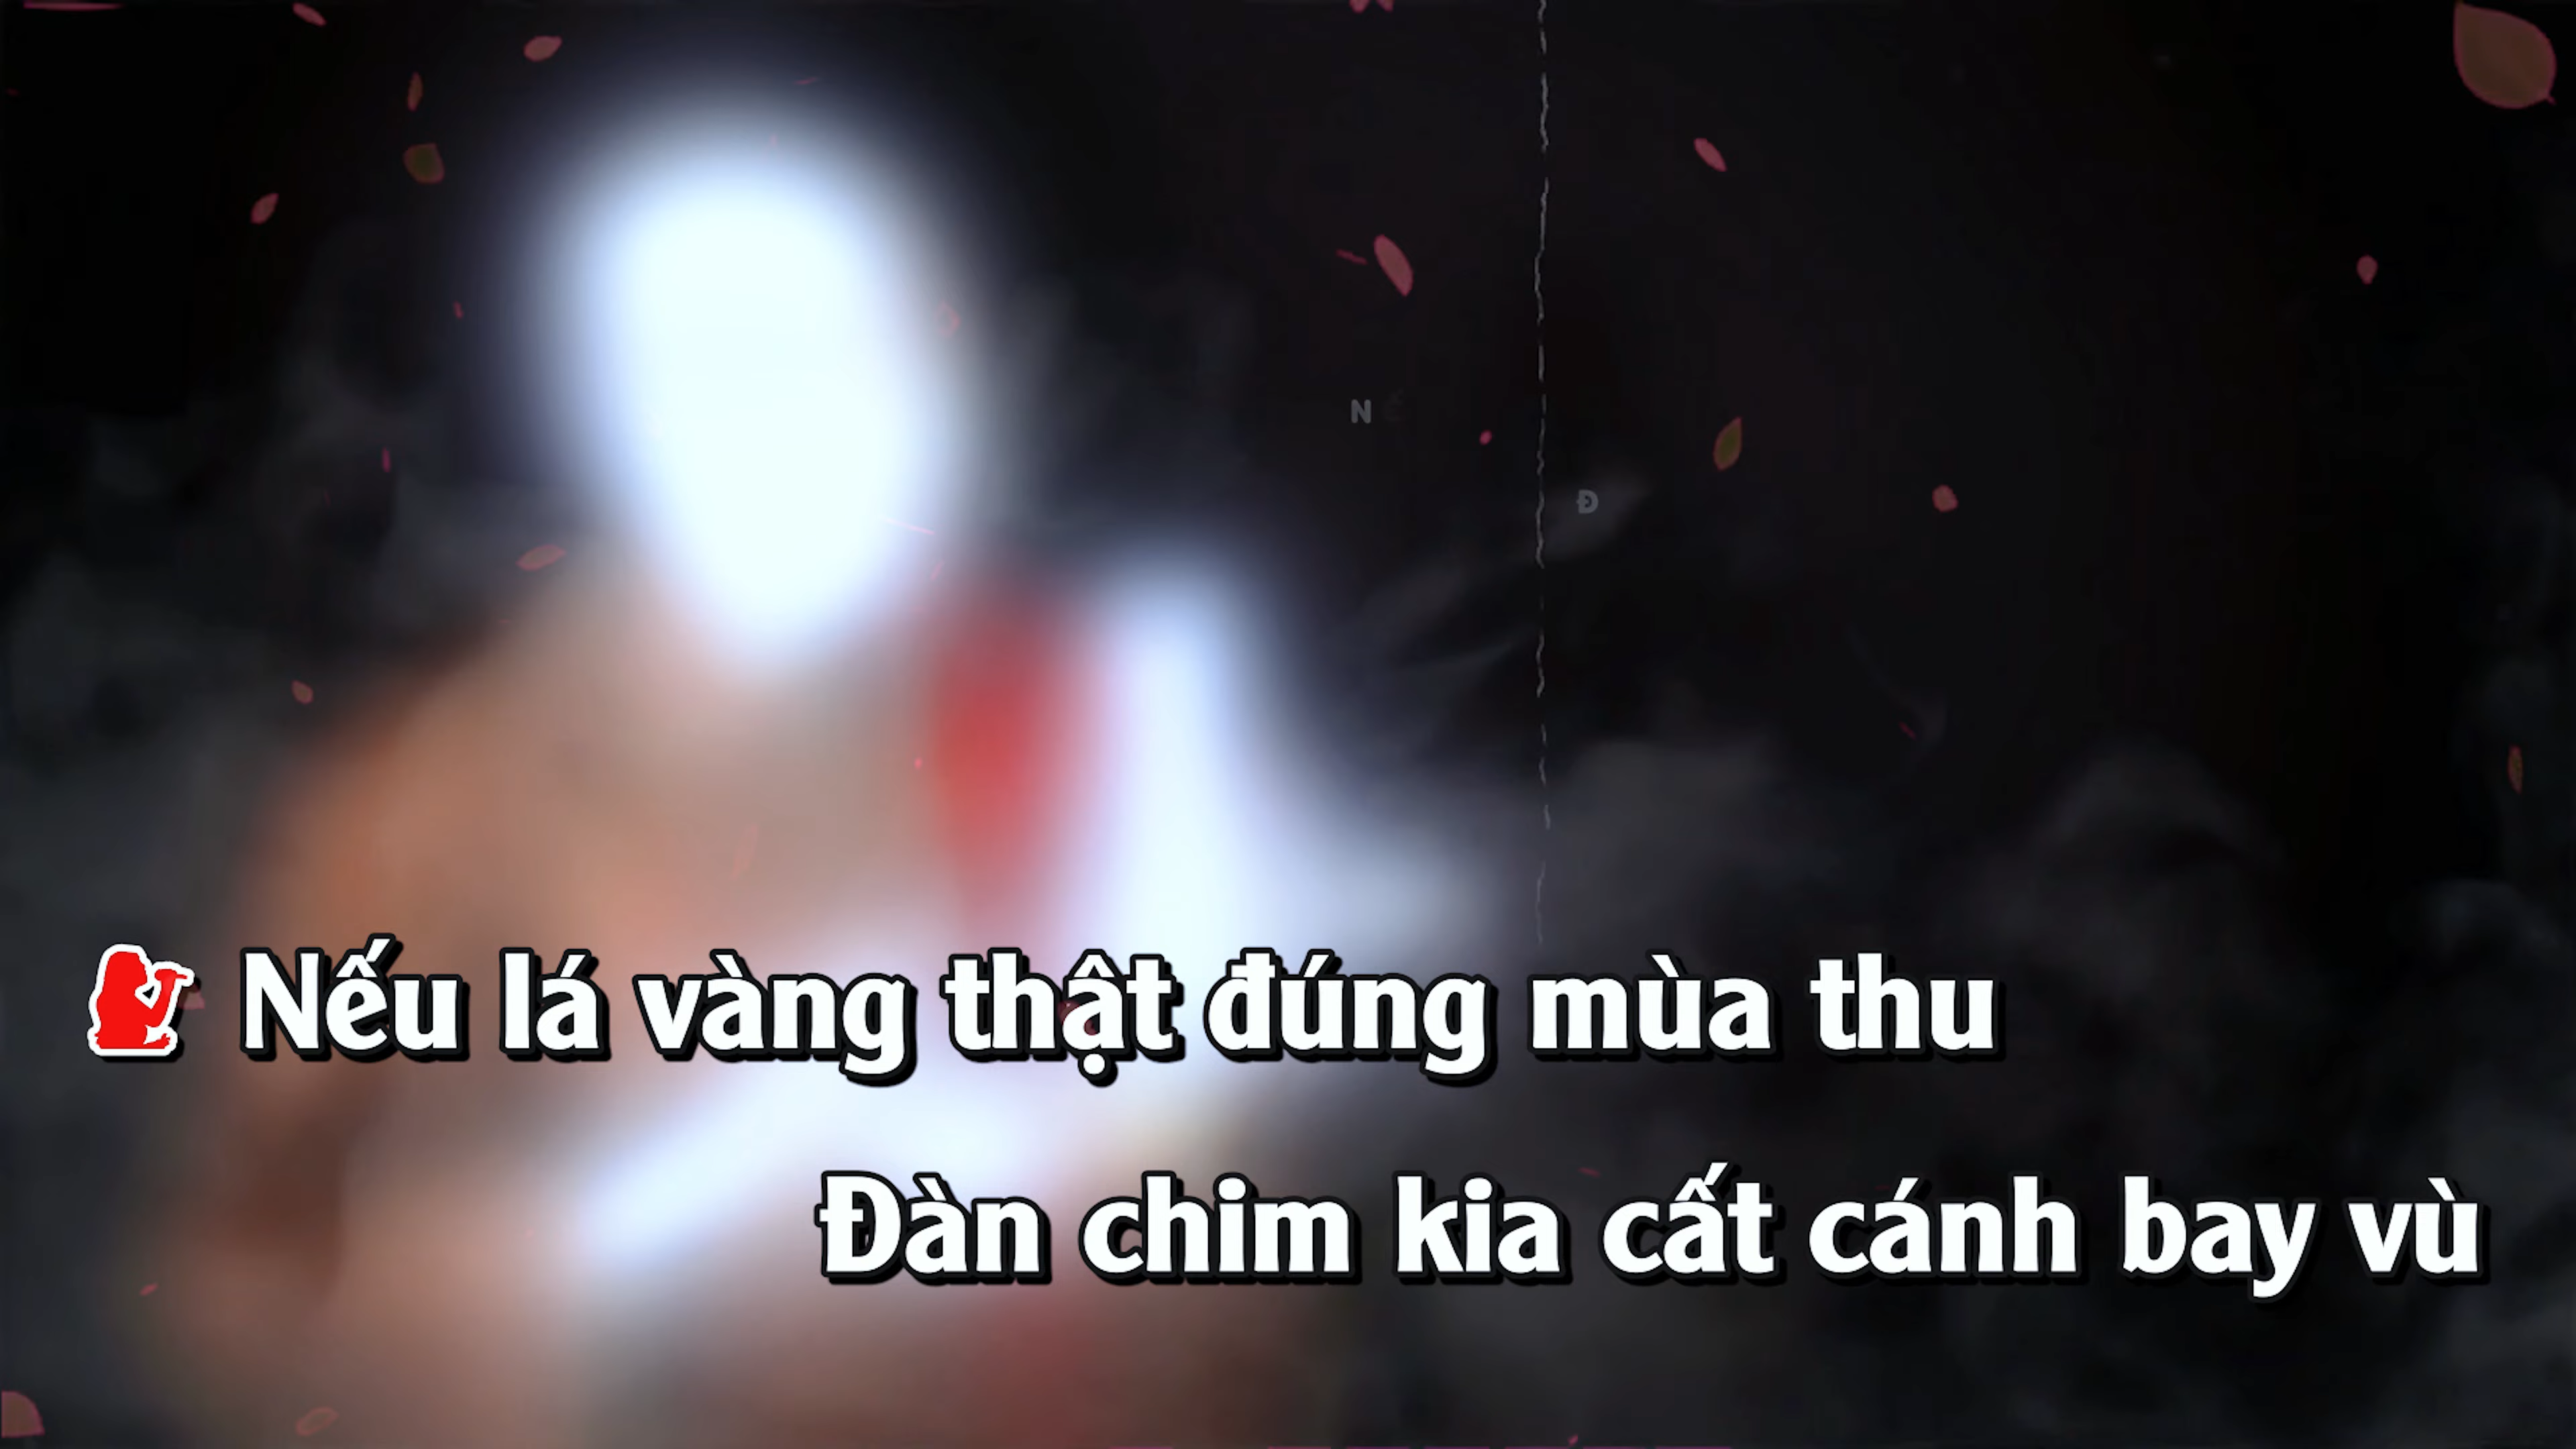 N
Đ
Nếu lá vàng thật đúng mùa thu
Đàn chim kia cất cánh bay vù